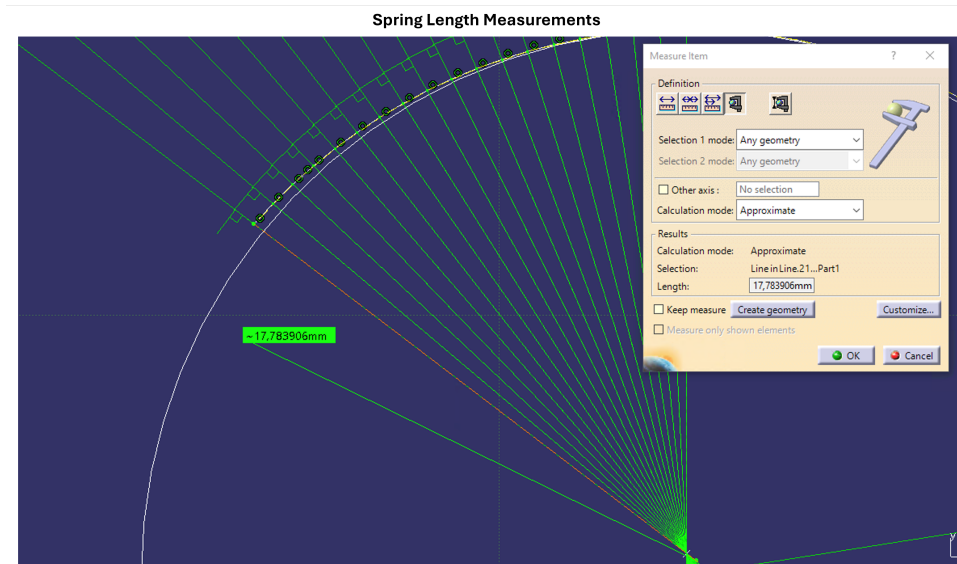 Spring Length Measurements
Measure Item
?
Definition
Selection 1 mode: Any geometry
Selection 2 mode: Any geometry
Other axis : No selection
Calculation mode: Approximate
Results
Calculation mode: Approximate
Selection: Line in Line.21...Part1
Length: 17,783906mm
Keep measure Create geometry Customize...
Measure only shown elements
OK Cancel
~17,783906mm